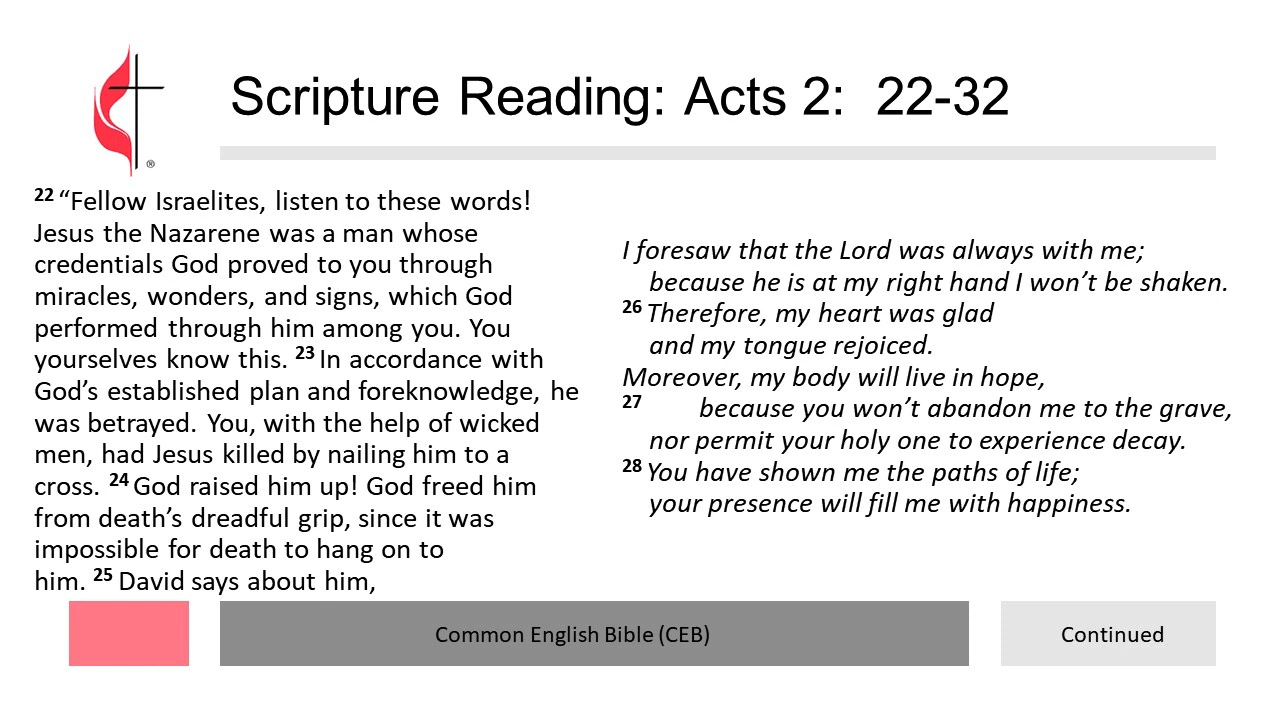 Scripture Reading: Acts 2: 22-32
®
22 “Fellow Israelites, listen to these words!
Jesus the Nazarene was a man whose
credentials God proved to you through
miracles, wonders, and signs, which God
performed through him among you. You
yourselves know this. 23 In accordance with
God’s established plan and foreknowledge, he
was betrayed. You, with the help of wicked
men, had Jesus killed by nailing him to a
cross. 24 God raised him up! God freed him
from death’s dreadful grip, since it was
impossible for death to hang on to
him. 25 David says about him,
I foresaw that the Lord was always with me;
because he is at my right hand I won’t be shaken.
26 Therefore, my heart was glad
and my tongue rejoiced.
Moreover, my body will live in hope,
27 because you won’t abandon me to the grave,
nor permit your holy one to experience decay.
28 You have shown me the paths of life;
your presence will fill me with happiness.
Common English Bible (CEB)
Continued